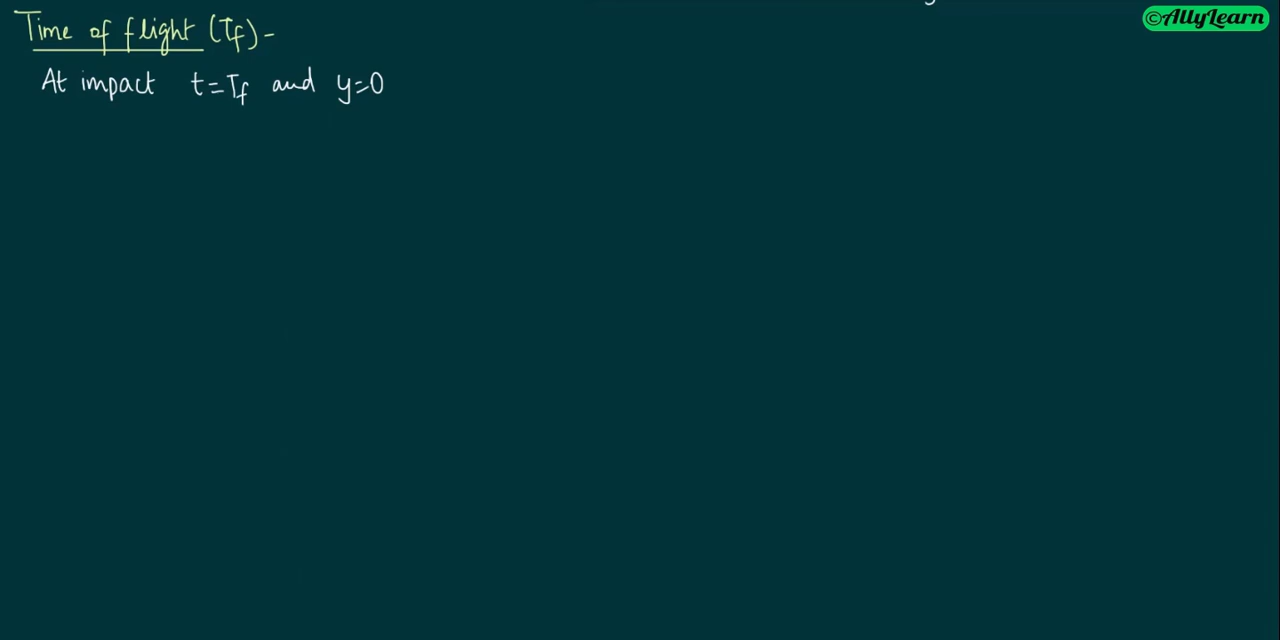 ©AllyLearn
Time of flight (Tf) -
At impact t=Tf and y=0